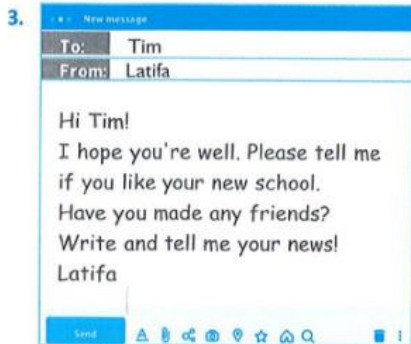 3.
New message
To: Tim
From: Latifa
Hi Tim!
I hope you're well. Please tell me
if you like your new school.
Have you made any friends?
Write and tell me your news!
Latifa
Send